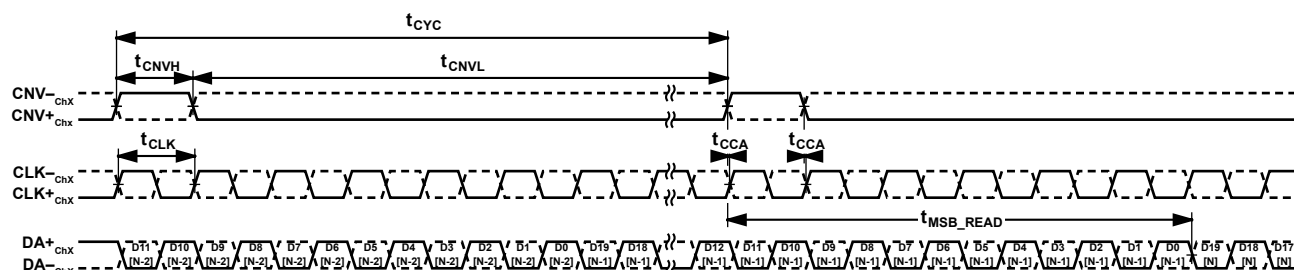 tCYC
tCNVH tCNVL
CNV–ChX
CNV+ChX
tCLK tCCA tCCA
CLK–ChX
CLK+ChX
tMSB_READ
DA+ChX D11 D10 D9 D8 D7 D6 D5 D4 D3 D2 D1 D0 D19 D18 D12 D11 D10 D9 D8 D7 D6 D5 D4 D3 D2 D1 D0 D19 D18 D17
DA–ChX [N-2] [N-2] [N-2] [N-2] [N-2] [N-2] [N-2] [N-2] [N-2] [N-2] [N-2] [N-2] [N-1] [N-1] [N-1] [N-1] [N-1] [N-1] [N-1] [N-1] [N-1] [N-1] [N-1] [N-1] [N-1] [N-1] [N-1] [N] [N] [N]